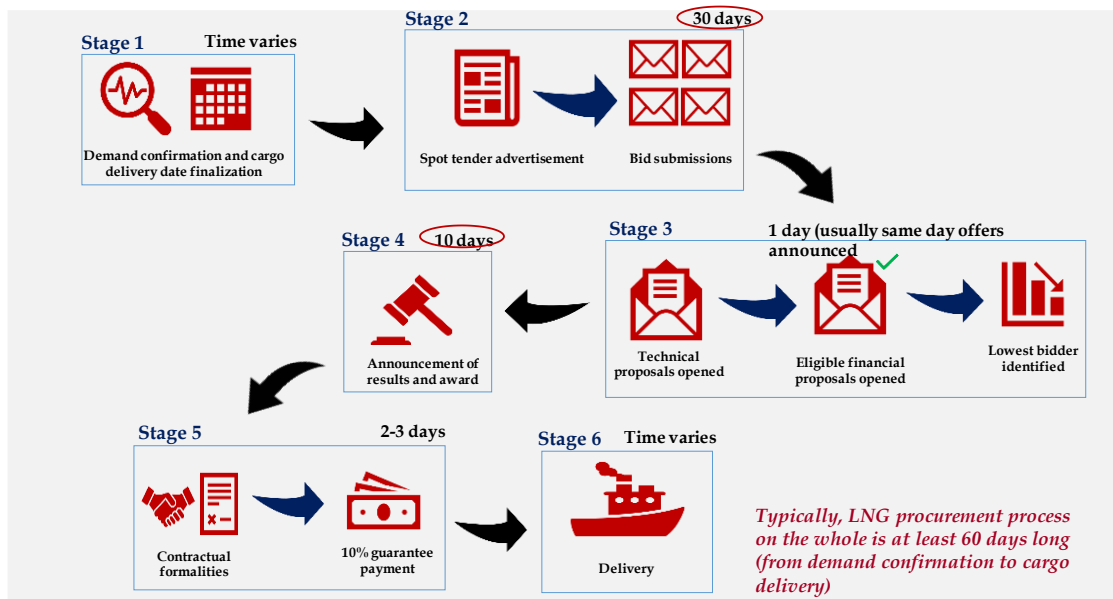 Stage 1
Time varies
Demand confirmation and cargo
delivery date finalization
Stage 2
30 days
Spot tender advertisement
Bid submissions
Stage 3
1 day (usually same day offers
announced
Technical
proposals opened
Eligible financial
proposals opened
Lowest bidder
identified
Stage 4
10 days
Announcement of
results and award
Stage 5
2-3 days
Contractual
formalities
10% guarantee
payment
Stage 6
Time varies
Delivery
Typically, LNG procurement process
on the whole is at least 60 days long
(from demand confirmation to cargo
delivery)